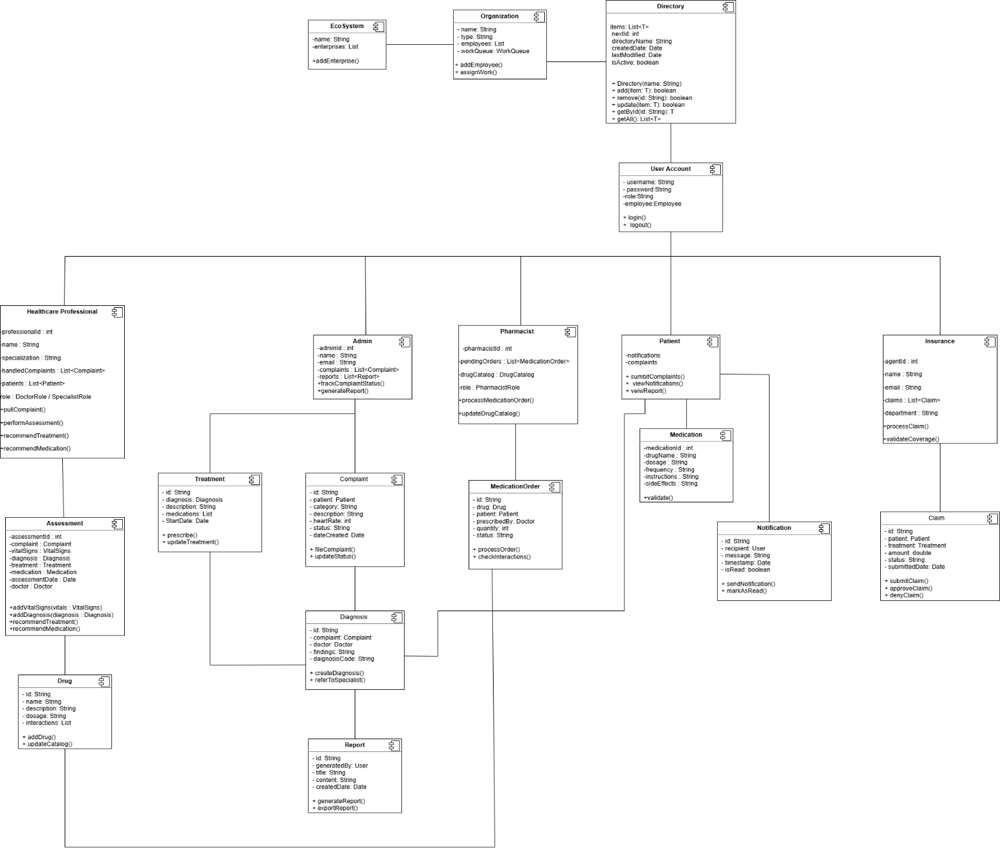 EcoSystem
-name: String
-enterprises: List
+addEnterprise()
Organization
- name: String
- type: String
- employees: List
- workQueue: WorkQueue
+ addEmployee()
+ assignWork()
Directory
items: List<T>
nextId: int
directoryName: String
createdDate: Date
lastModified: Date
isActive: boolean
+ Directory(name: String)
+ add(item: T): boolean
+ remove(id: String): boolean
+ update(item: T): boolean
+ getById(id: String): T
+ getAll(): List<T>
User Account
- username: String
- password:String
-role:String
-employee:Employee
+ login()
+ logout()
Healthcare Professional
-professionalId : int
-name : String
-specialization : String
-handledComplaints : List<Complaint>
-patients : List<Patient>
role : DoctorRole / SpecialistRole
+pullComplaint()
+performAssessment()
+recommendTreatment()
+recommendMedication()
Admin
-adminId : int
-name : String
-email : String
-complaints : List<Complaint>
-reports : List<Report>
+trackComplaintStatus()
+generateReport()
Pharmacist
-pharmacistId : int
-pendingOrders : List<MedicationOrder>
-drugCatalog : DrugCatalog
-role : PharmacistRole
+processMedicationOrder()
+updateDrugCatalog()
Patient
-notifications
-complaints
+ sumbitComplaints()
+ viewNotifications()
+ veiwReport()
Insurance
-agentId : int
-name : String
-email : String
-claims : List<Claim>
-department : String
+processClaim()
+validateCoverage()
Medication
-medicationId : int
-drugName : String
-dosage : String
-frequency : String
-instructions : String
-sideEffects : String
+validate()
Treatment
- id: String
- diagnosis: Diagnosis
- description: String
- medications: List
- StartDate: Date
+ prescribe()
+ updateTreatment()
Complaint
- id: String
- patient: Patient
- category: String
- description: String
- heartRate: int
- status: String
- dateCreated: Date
+ fileComplaint()
+ updateStatus()
MedicationOrder
- id: String
- drug: Drug
- patient: Patient
- prescribedBy: Doctor
- quantity: int
- status: String
+ processOrder()
+ checkInteractions()
Notification
- id: String
- recipient: User
- message: String
- timestamp: Date
- isRead: boolean
+ sendNotification()
+ markAsRead()
Claim
- id: String
- patient: Patient
- treatment: Treatment
- amount: double
- status: String
- submittedDate: Date
+ submitClaim()
+ approveClaim()
+ denyClaim()
Assessment
-assessmentId : int
-complaint : Complaint
-vitalSigns : VitalSigns
-diagnosis : Diagnosis
-treatment : Treatment
-medication : Medication
-assessmentDate : Date
-doctor : Doctor
+addVitalSigns(vitals : VitalSigns)
+addDiagnosis(diagnosis : Diagnosis)
+recommendTreatment()
+recommendMedication()
Diagnosis
- id: String
- complaint: Complaint
- doctor: Doctor
- findings: String
- daignosisCode: String
+ createDiagnosis()
+ referToSpecialist()
Drug
- id: String
- name: String
- description: String
- dosage: String
- interactions: List
+ addDrug()
+ updateCatalog()
Report
- id: String
- generatedBy: User
- title: String
- content: String
- createdDate: Date
+ generateReport()
+ exportReport()